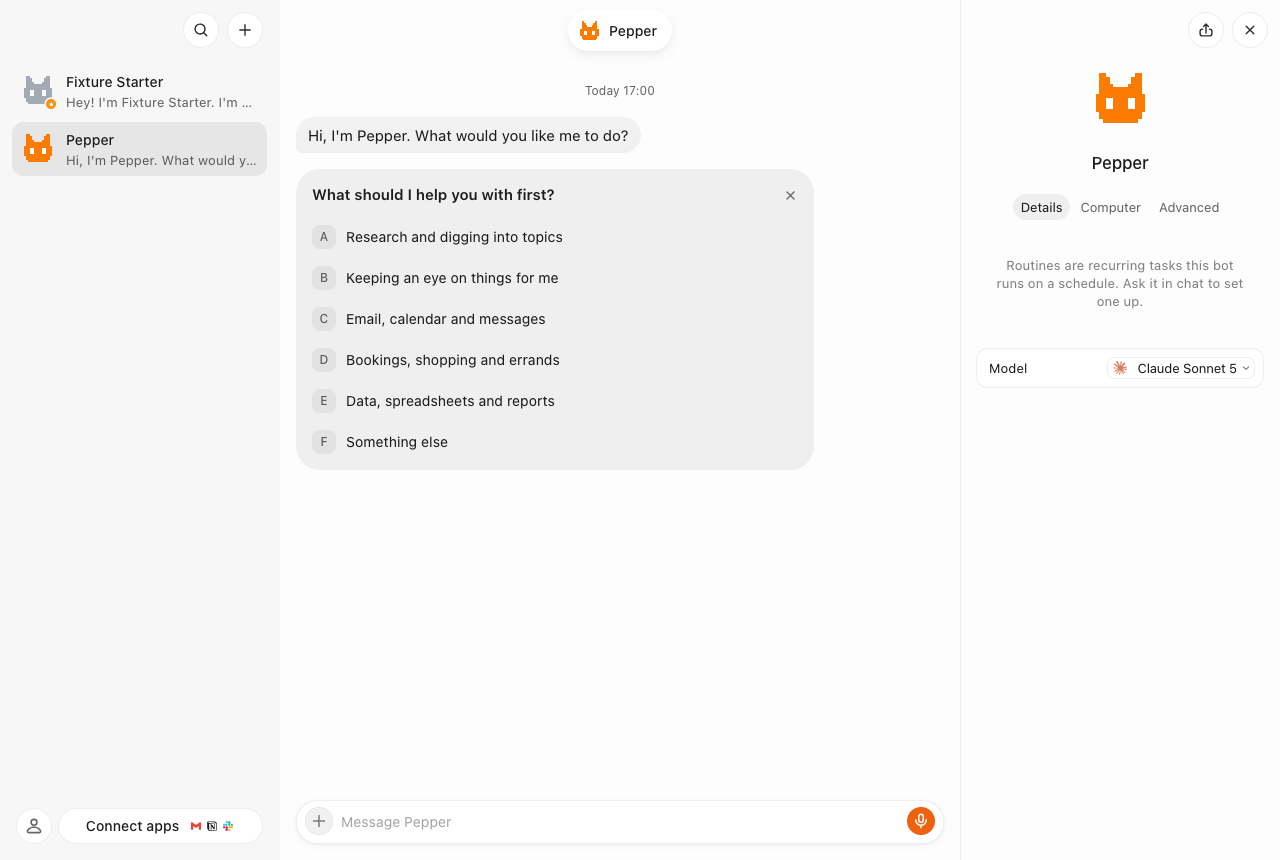 Fixture Starter
Hey! I'm Fixture Starter. I'm ...
Pepper
Hi, I'm Pepper. What would y...
Connect apps
Pepper
Today 17:00
Hi, I'm Pepper. What would you like me to do?
What should I help you with first?
A Research and digging into topics
B Keeping an eye on things for me
C Email, calendar and messages
D Bookings, shopping and errands
E Data, spreadsheets and reports
F Something else
Message Pepper
Pepper
Details Computer Advanced
Routines are recurring tasks this bot
runs on a schedule. Ask it in chat to set
one up.
Model Claude Sonnet 5